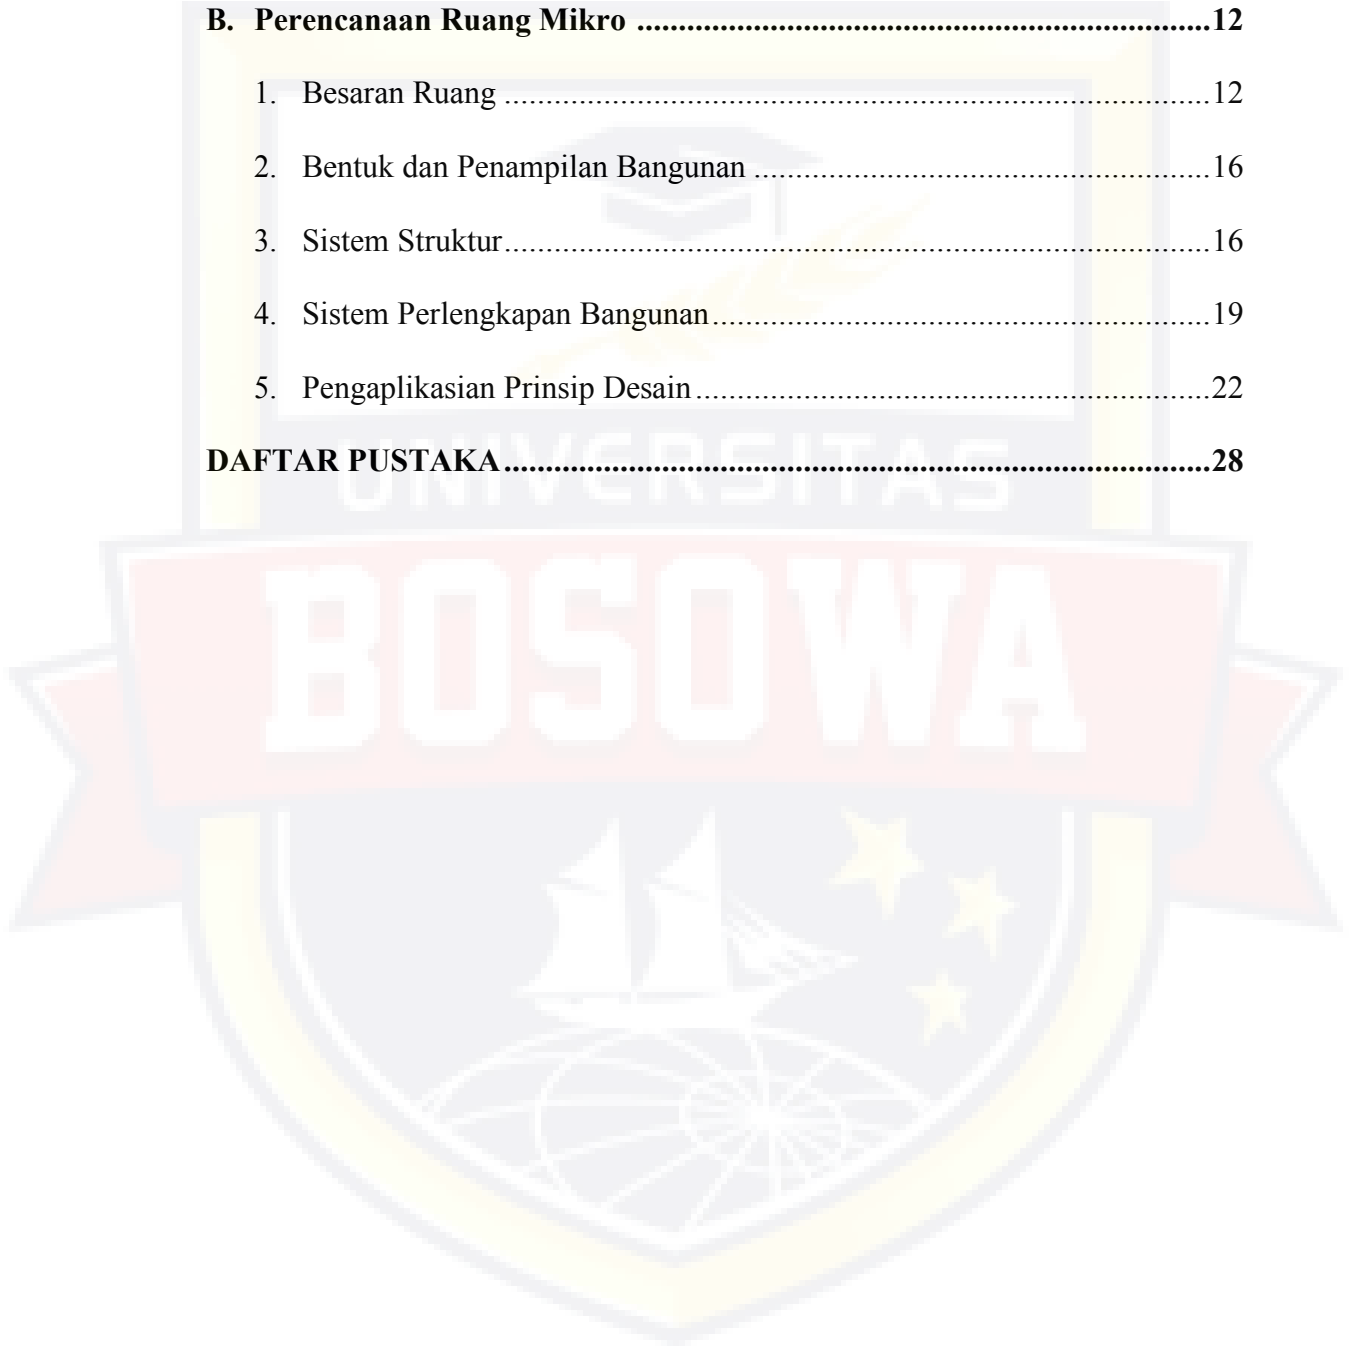 B. Perencanaan Ruang Mikro ......................................................................12
1. Besaran Ruang ......................................................................................12
2. Bentuk dan Penampilan Bangunan .......................................................16
3. Sistem Struktur......................................................................................16
4. Sistem Perlengkapan Bangunan............................................................19
5. Pengaplikasian Prinsip Desain ..............................................................22
DAFTAR PUSTAKA......................................................................................28
UNIVERSITAS
BOSOWA